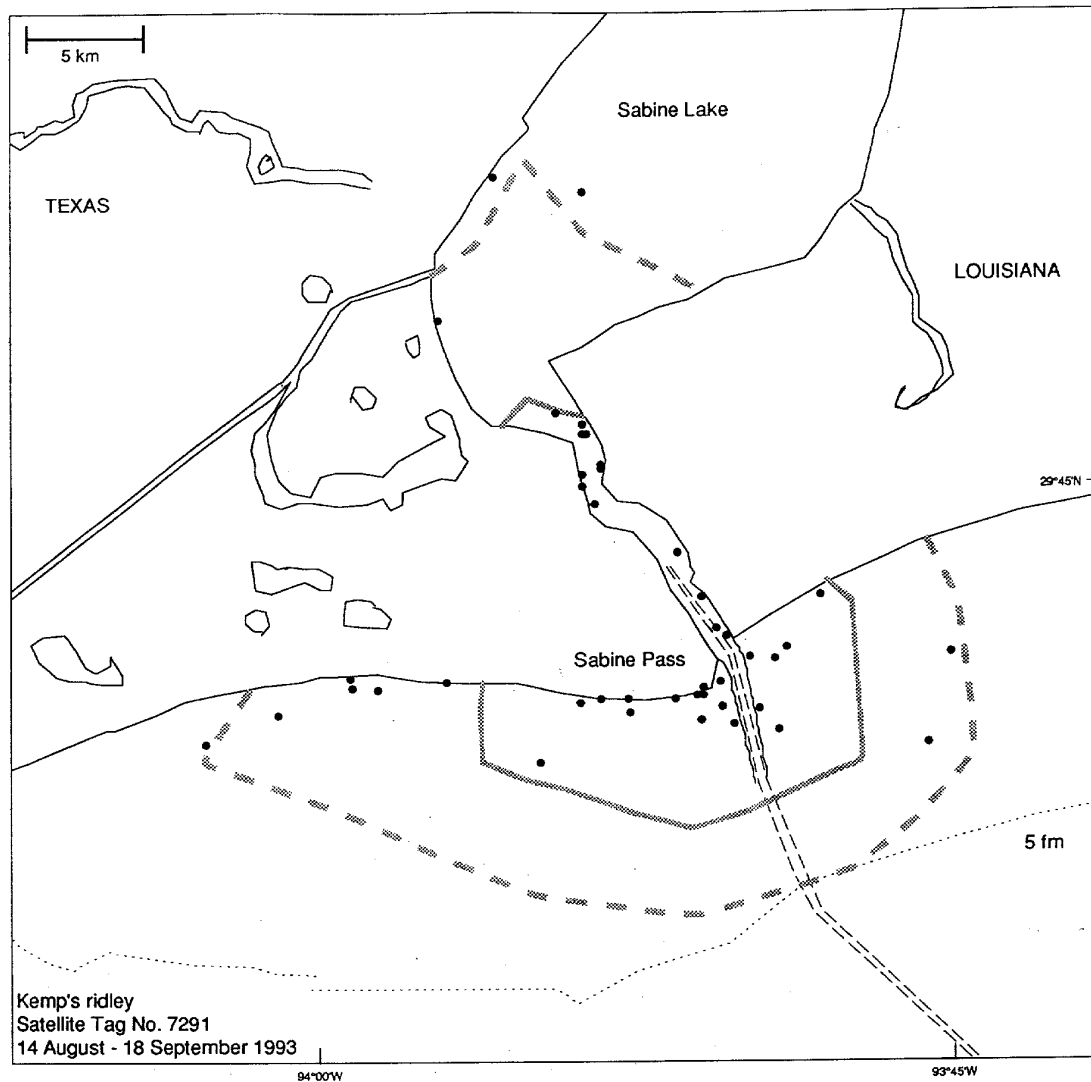 5 km
Sabine Lake
TEXAS
LOUISIANA
29°45'N
Sabine Pass
5 fm
Kemp's ridley
Satellite Tag No. 7291
14 August - 18 September 1993
94°00'W
93°45'W